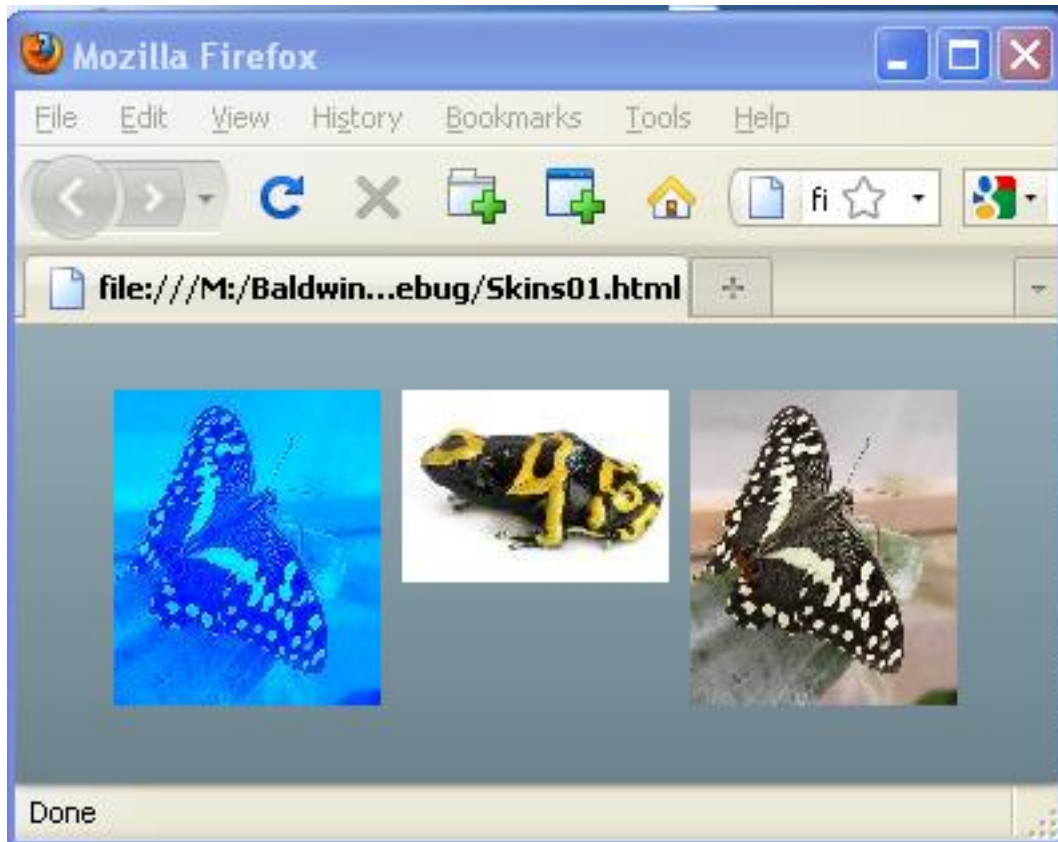 Mozilla Firefox
File Edit View History Bookmarks Tools Help
fi
file:///M:/Baldwin...ebug/Skins01.html
Done